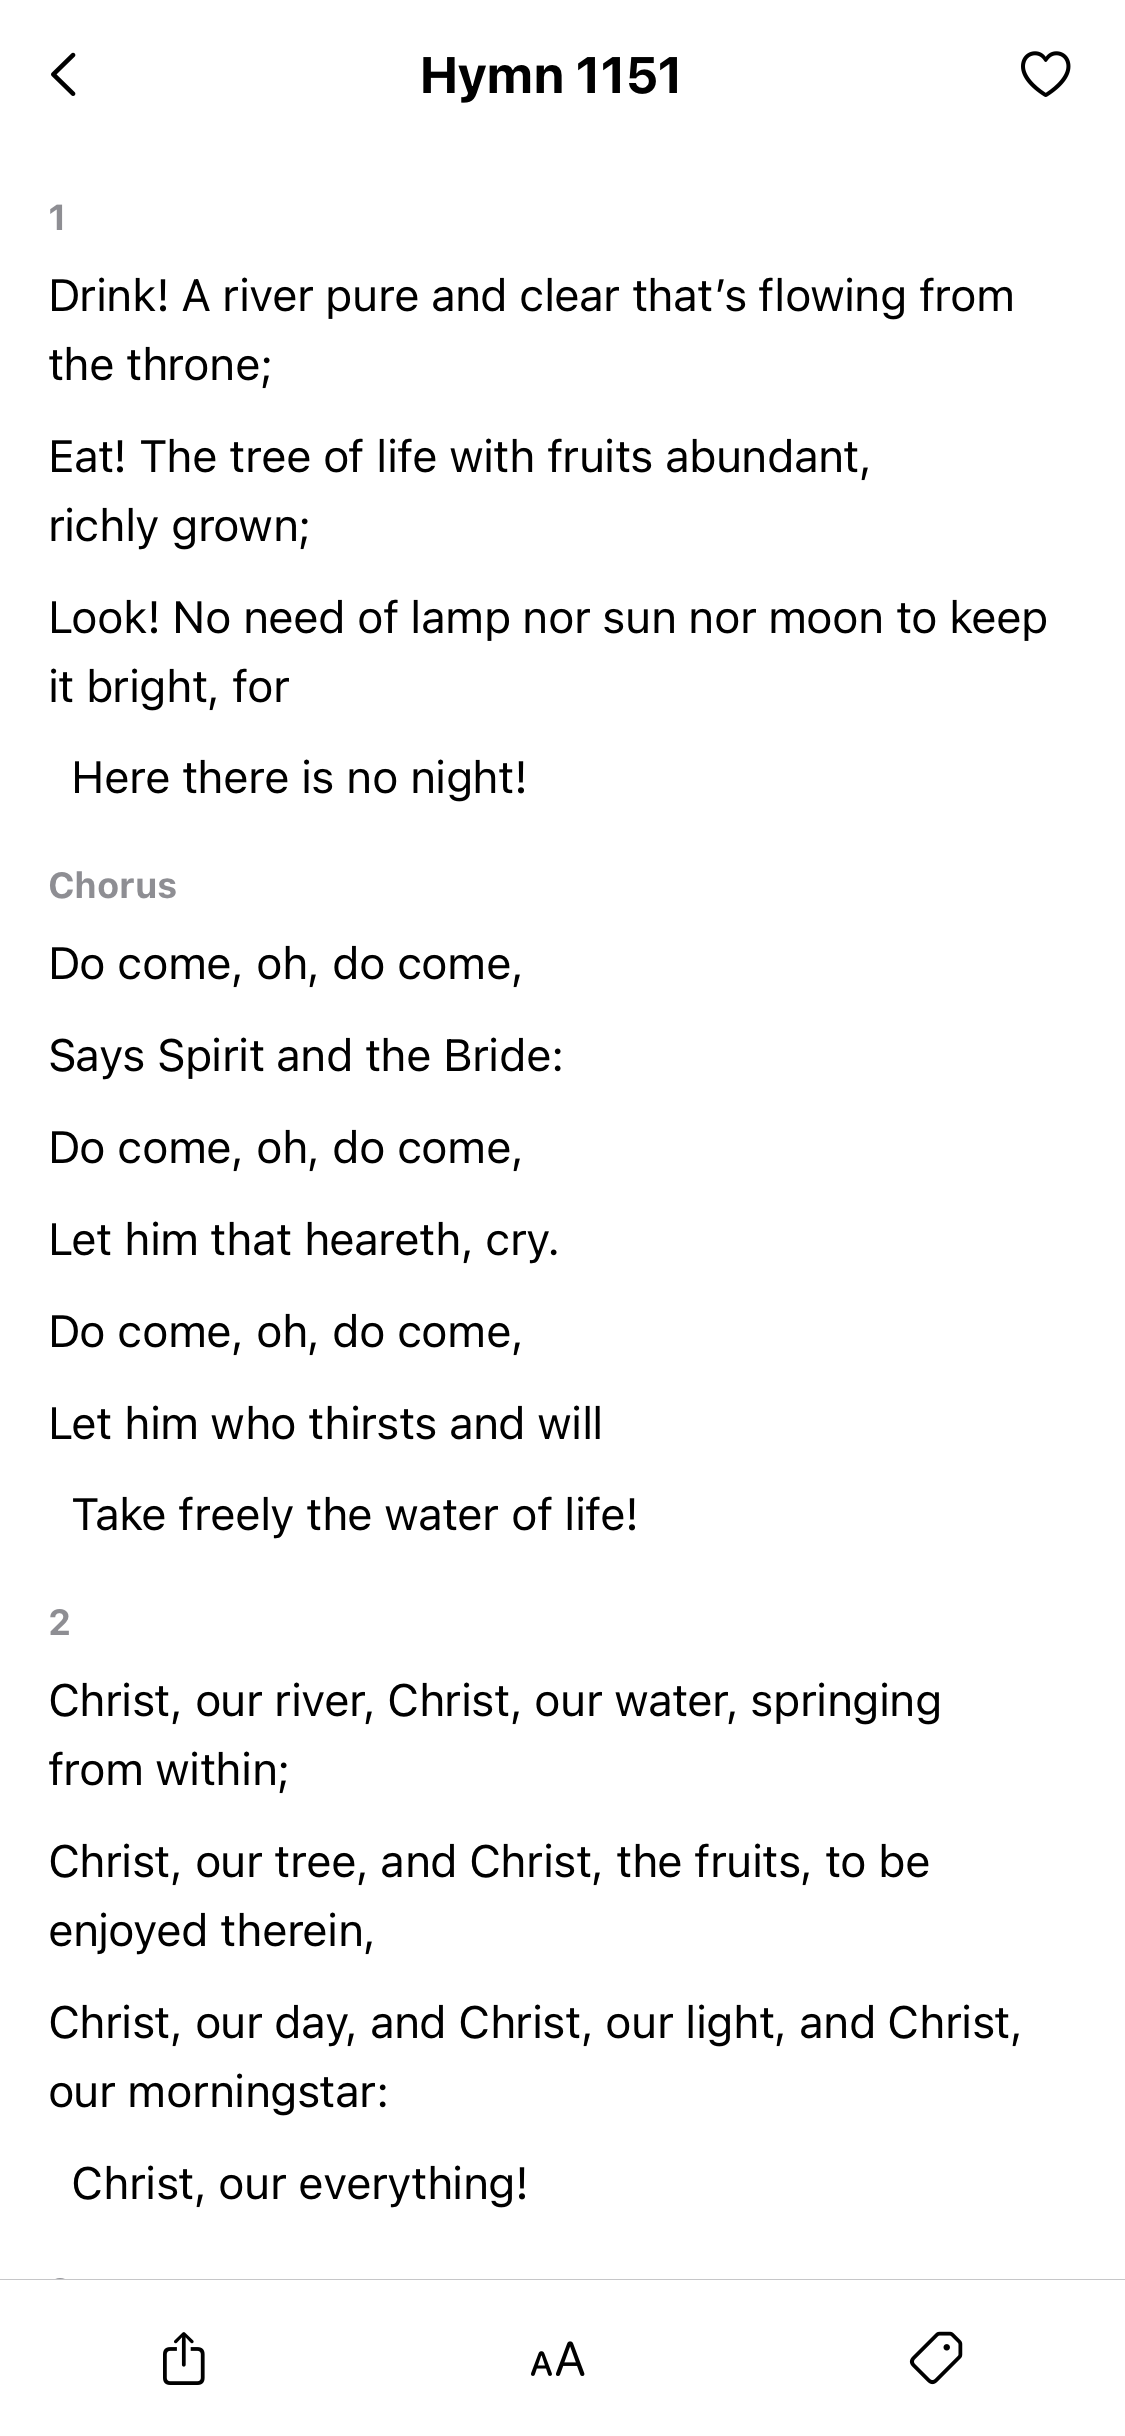 Hymn 1151
1
Drink! A river pure and clear that’s flowing from
the throne;
Eat! The tree of life with fruits abundant,
richly grown;
Look! No need of lamp nor sun nor moon to keep
it bright, for
Here there is no night!
Chorus
Do come, oh, do come,
Says Spirit and the Bride:
Do come, oh, do come,
Let him that heareth, cry.
Do come, oh, do come,
Let him who thirsts and will
Take freely the water of life!
2
Christ, our river, Christ, our water, springing
from within;
Christ, our tree, and Christ, the fruits, to be
enjoyed therein,
Christ, our day, and Christ, our light, and Christ,
our morningstar:
Christ, our everything!
AA